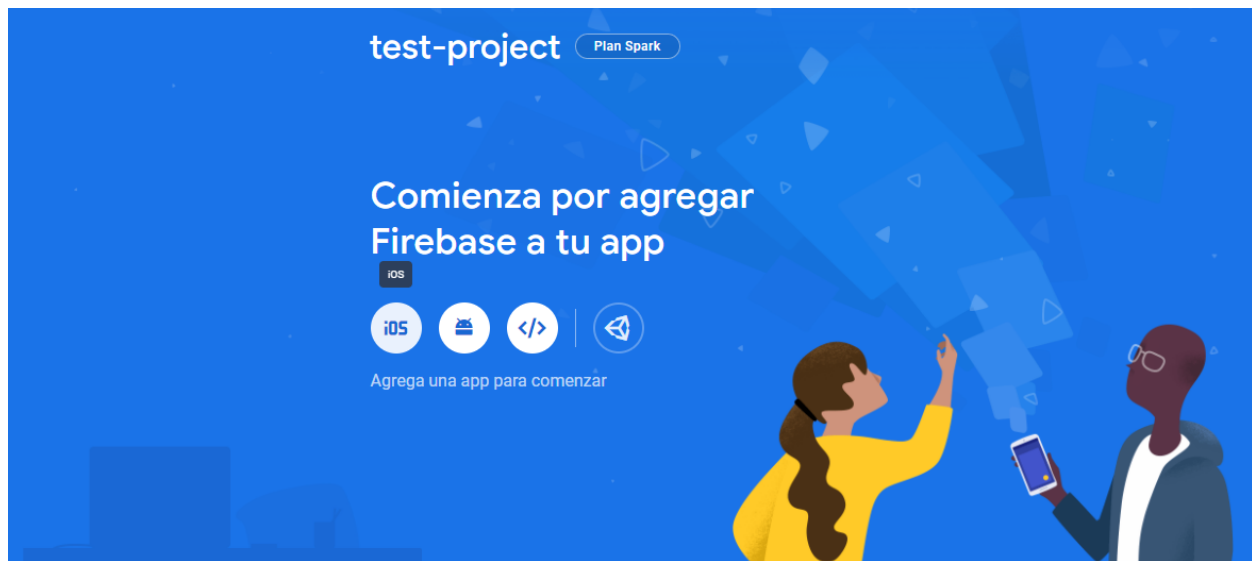 test-project Plan Spark
Comienza por agregar
Firebase a tu app
iOS
iOS </>
Agrega una app para comenzar